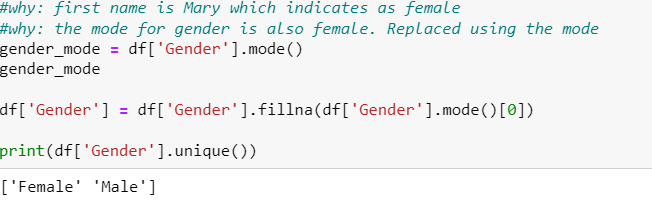 #why: first name is Mary which indicates as female
#why: the mode for gender is also female. Replaced using the mode
gender_mode = df['Gender'].mode()
gender_mode
df['Gender'] = df['Gender'].fillna(df['Gender'].mode()[0])
print(df['Gender'].unique())
['Female' 'Male']